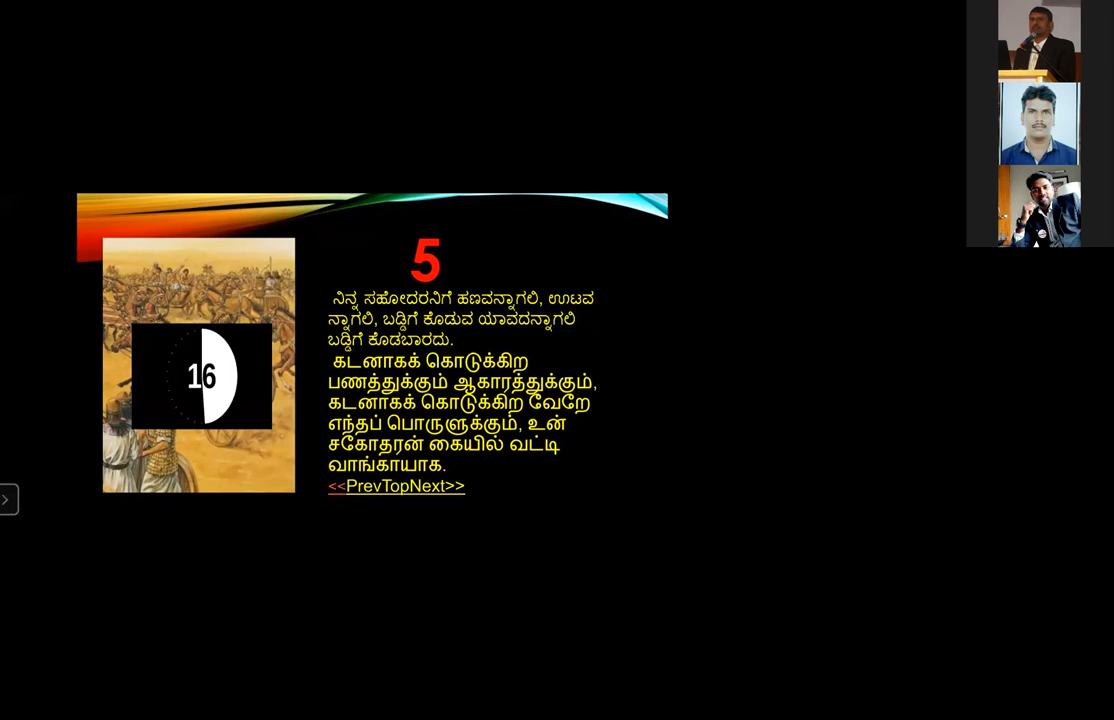 5
ನಿನ್ನ ಸಹೋದರನಿಗೆ ಹಣವನ್ನಾಗಲಿ, ಊಟವ
ನ್ನಾಗಲಿ, ಬಡ್ಡಿಗೆ ಕೊಡುವ ಯಾವದನ್ನಾಗಲಿ
ಬಡ್ಡಿಗೆ ಕೊಡಬಾರದು.
கடனாகக் கொடுக்கிற
பணத்துக்கும் ஆகாரத்துக்கும்,
கடனாகக் கொடுக்கிற வேறே
எந்தப் பொருளுக்கும், உன்
சகோதரன் கையில் வட்டி
வாங்காயாக.
<<PrevTopNext>>
16